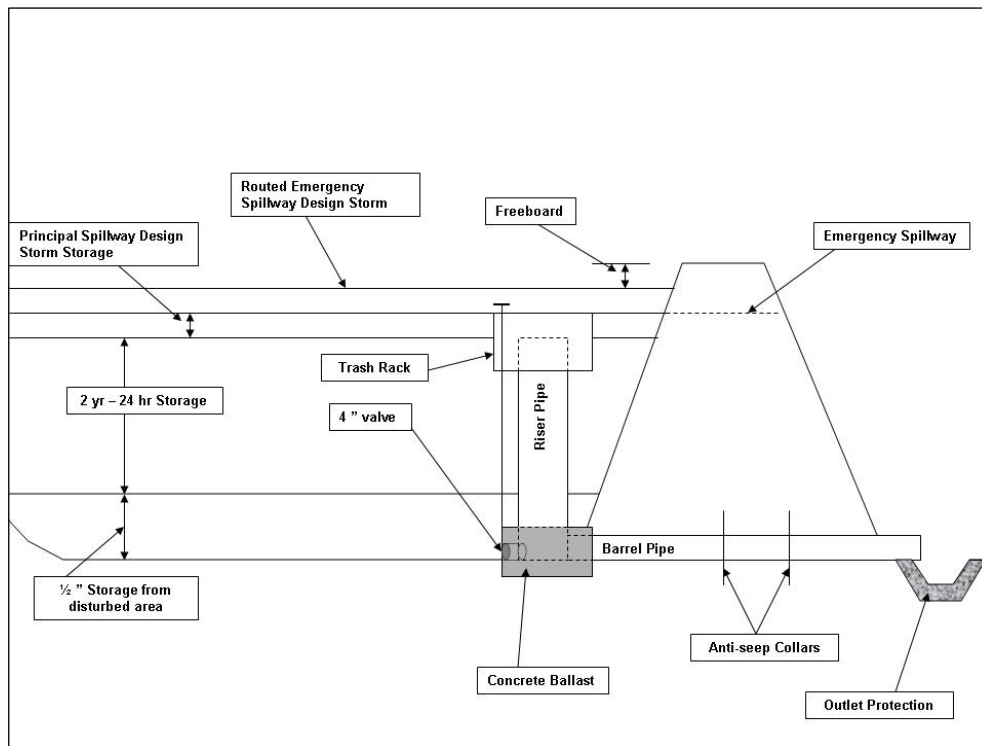 Routed Emergency
Spillway Design Storm
Freeboard
Principal Spillway Design
Storm Storage
Emergency Spillway
Trash Rack
2 yr – 24 hr Storage
4 ” valve
Riser Pipe
Barrel Pipe
½ ” Storage from
disturbed area
Anti-seep Collars
Concrete Ballast
Outlet Protection